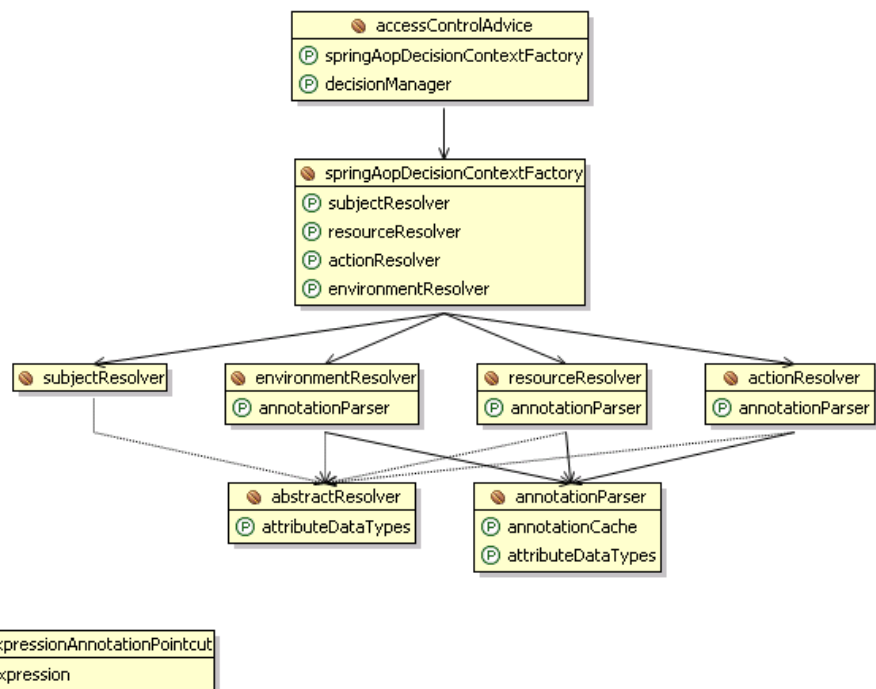 accessControlAdvice
P springAopDecisionContextFactory
P decisionManager
springAopDecisionContextFactory
P subjectResolver
P resourceResolver
P actionResolver
P environmentResolver
subjectResolver
environmentResolver
P annotationParser
resourceResolver
P annotationParser
actionResolver
P annotationParser
abstractResolver
P attributeDataTypes
annotationParser
P annotationCache
P attributeDataTypes
xpressionAnnotationPointcut
xpression